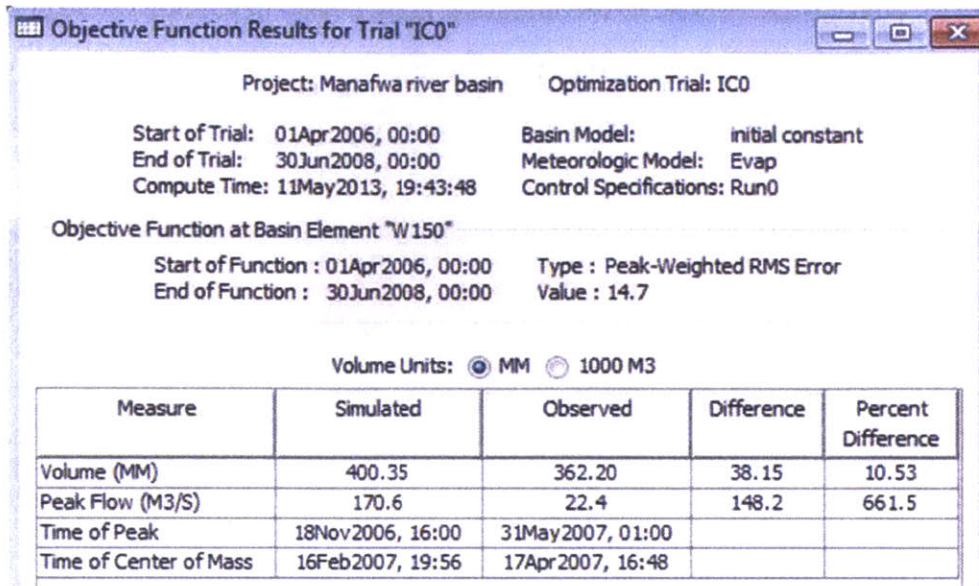 Objective Function Results for Trial "IC0"
Project: Manafwa river basin Optimization Trial: IC0
Start of Trial: 01Apr2006, 00:00 Basin Model: initial constant
End of Trial: 30Jun2008, 00:00 Meteorologic Model: Evap
Compute Time: 11May2013, 19:43:48 Control Specifications: Run0
Objective Function at Basin Element "W150"
Start of Function : 01Apr2006, 00:00 Type : Peak-Weighted RMS Error
End of Function : 30Jun2008, 00:00 Value : 14.7
Volume Units: MM 1000 M3
Measure Simulated Observed Difference Percent Difference
Volume (MM) 400.35 362.20 38.15 10.53
Peak Flow (M3/S) 170.6 22.4 148.2 661.5
Time of Peak 18Nov2006, 16:00 31May2007, 01:00
Time of Center of Mass 16Feb2007, 19:56 17Apr2007, 16:48